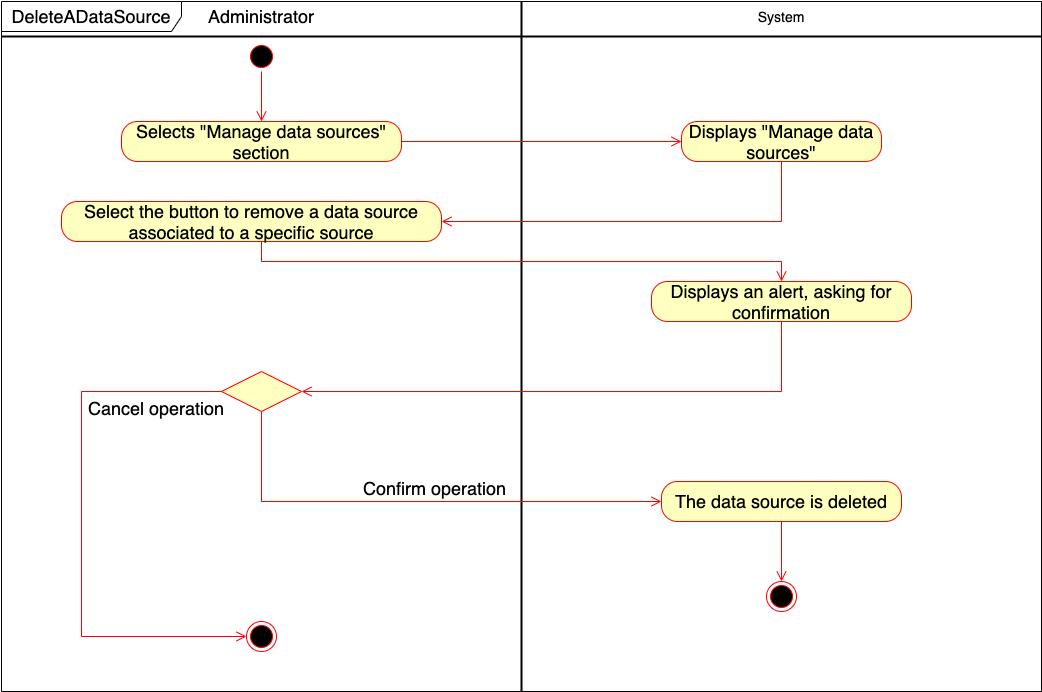 DeleteADataSource
Administrator
System
Selects "Manage data sources"
section
Displays "Manage data
sources"
Select the button to remove a data source
associated to a specific source
Displays an alert, asking for
confirmation
Cancel operation
Confirm operation
The data source is deleted